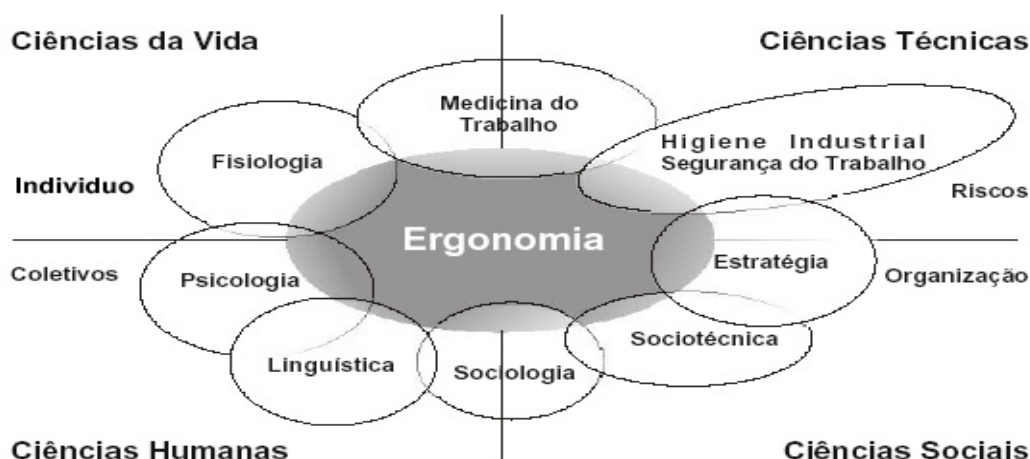 Ciências da Vida
Ciências Técnicas
Medicina do
Trabalho
Higiene Industrial
Segurança do Trabalho
Fisiologia
Individuo
Riscos
Ergonomia
Coletivos
Psicologia
Estratégia
Organização
Linguística
Sociologia
Sociotécnica
Ciências Humanas
Ciências Sociais